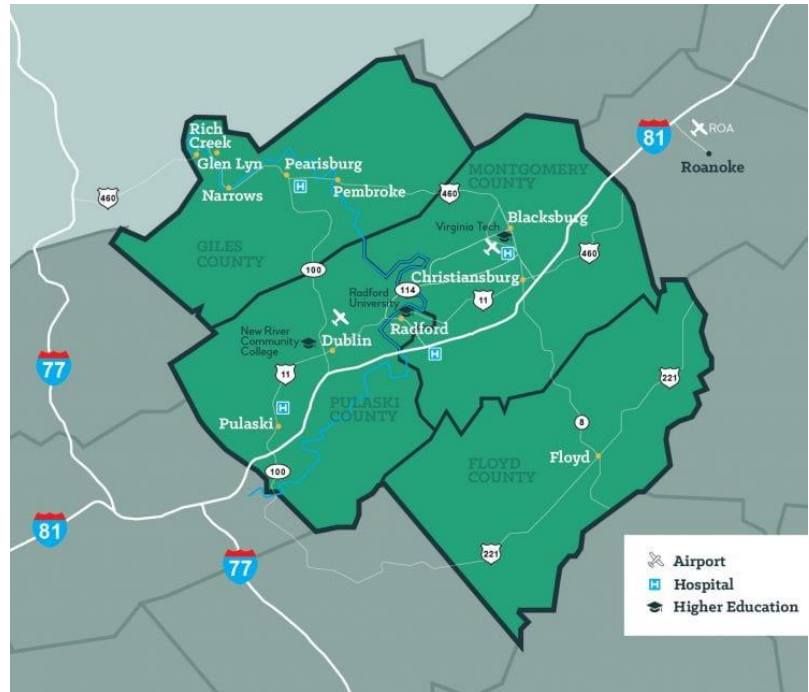 81
ROA
Roanoke
Rich
Creek
Glen Lyn
Pearisburg
Narrows
Pembroke
460
460
MONTGOMERY
COUNTY
Blacksburg
Virginia Tech
GILES
COUNTY
460
100
Christiansburg
114
11
Radford
University
Radford
New River
Community
College
Dublin
77
11
221
PULASKI
COUNTY
Pulaski
8
FLOYD
COUNTY
Floyd
100
81
221
77
Airport
H Hospital
Higher Education
H
H
H
H